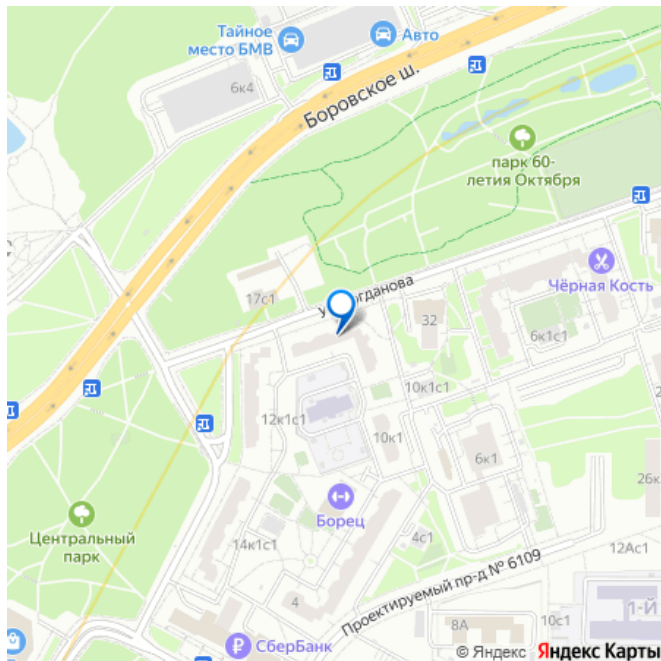 Тайное
место БМВ
Авто
6к4
Боровское ш.
парк 60-
летия Октября
Чёрная Кость
17с1
огданова
32
6к1с1
10к1с1
12к1с1
10к1
6к1
26к
Борец
Центральный
парк
14к1с1
4с1
12Ас1
Проектируемый пр-д № 6109
4
1-й
10с1
8А
СберБанк
© Яндекс Яндекс Карты